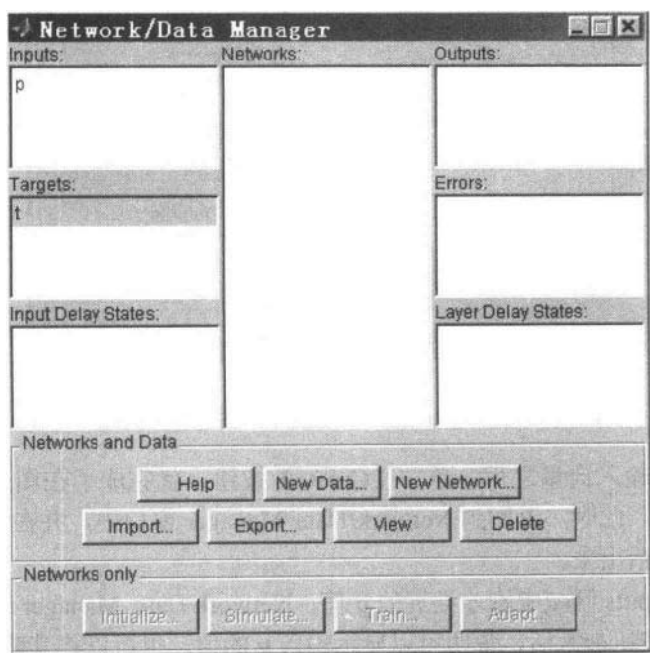 Network/Data Manager
Inputs:
Networks:
Outputs:
p
Targets:
Errors:
t
Input Delay States:
Layer Delay States:
Networks and Data
Help
New Data...
New Network...
Import...
Export...
View
Delete
Networks only
Initialize...
Simulate...
Train...
Adapt...